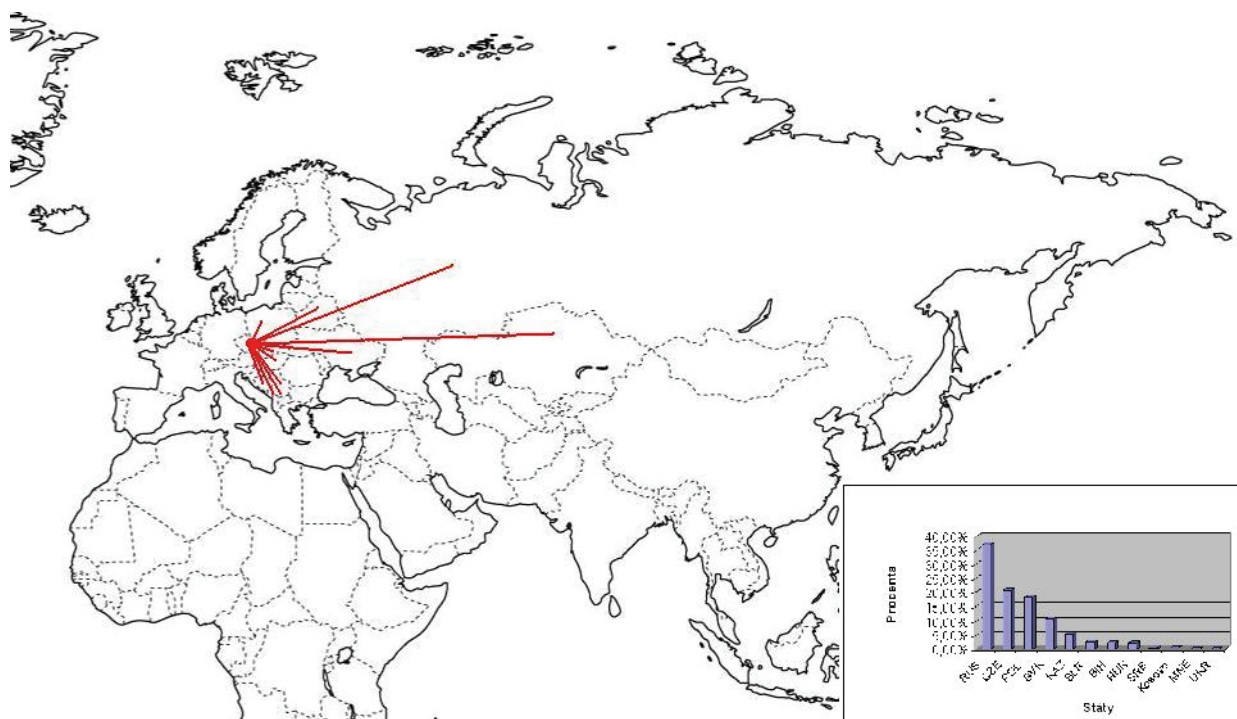 40,00%
35,00%
30,00%
25,00%
20,00%
15,00%
10,00%
5,00%
0,00%
Procenta
RUS
CZE
POL
SVK
KAZ
BLR
BIH
HUN
SRB
Kosovo
MNE
UKR
Staty